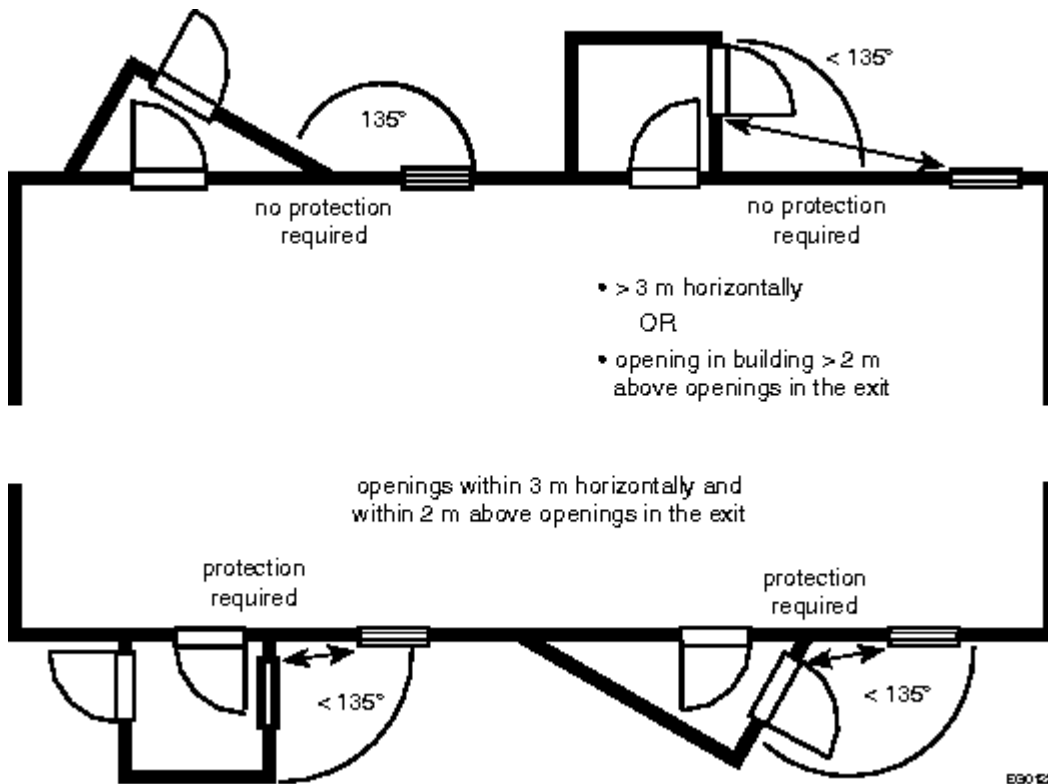 < 135°
135°
no protection
required
no protection
required
• > 3 m horizontally
OR
• opening in building > 2 m
above openings in the exit
openings within 3 m horizontally and
within 2 m above openings in the exit
protection
required
protection
required
< 135°
< 135°